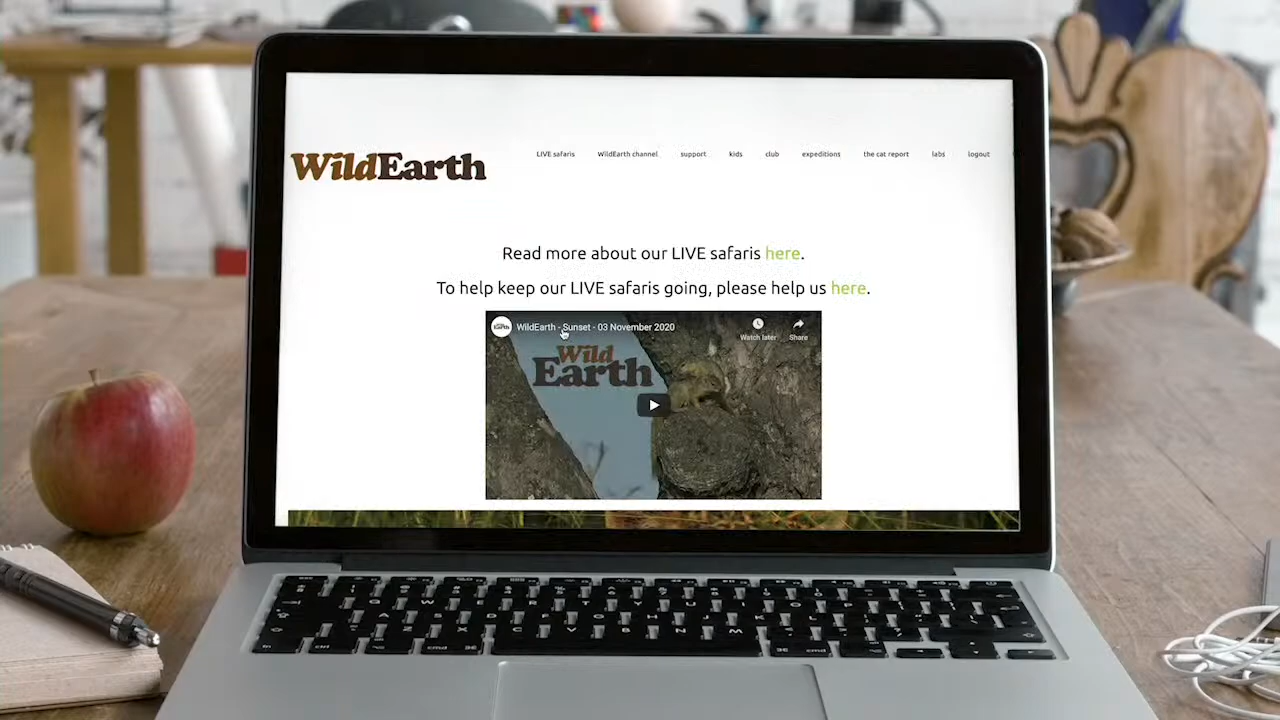 WildEarth
LIVE safaris WildEarth channel support kids club expeditions the cat report labs logout
Read more about our LIVE safaris here.
To help keep our LIVE safaris going, please help us here.
WildEarth - Sunset - 03 November 2020
Watch later Share
Wild
Earth